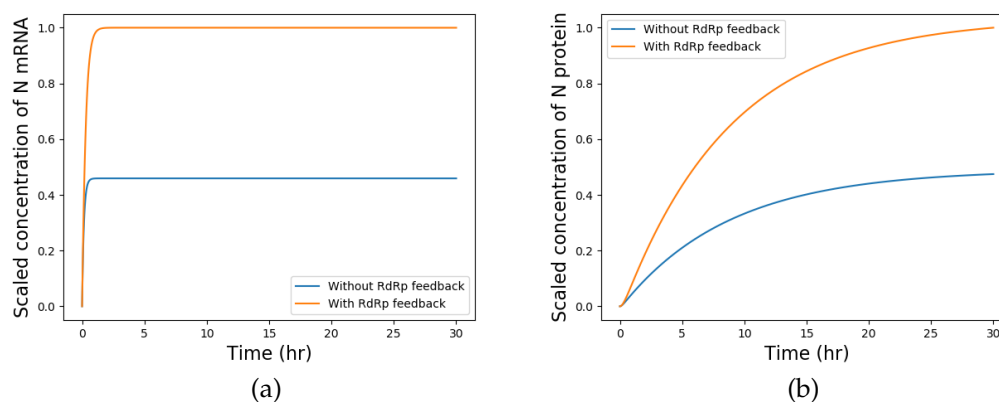 Scaled concentration of N mRNA
1.0
0.8
0.6
0.4
0.2
0.0
Without RdRp feedback
With RdRp feedback
0 5 10 15 20 25 30
Time (hr)
(a)
Scaled concentration of N protein
1.0
0.8
0.6
0.4
0.2
0.0
Without RdRp feedback
With RdRp feedback
0 5 10 15 20 25 30
Time (hr)
(b)